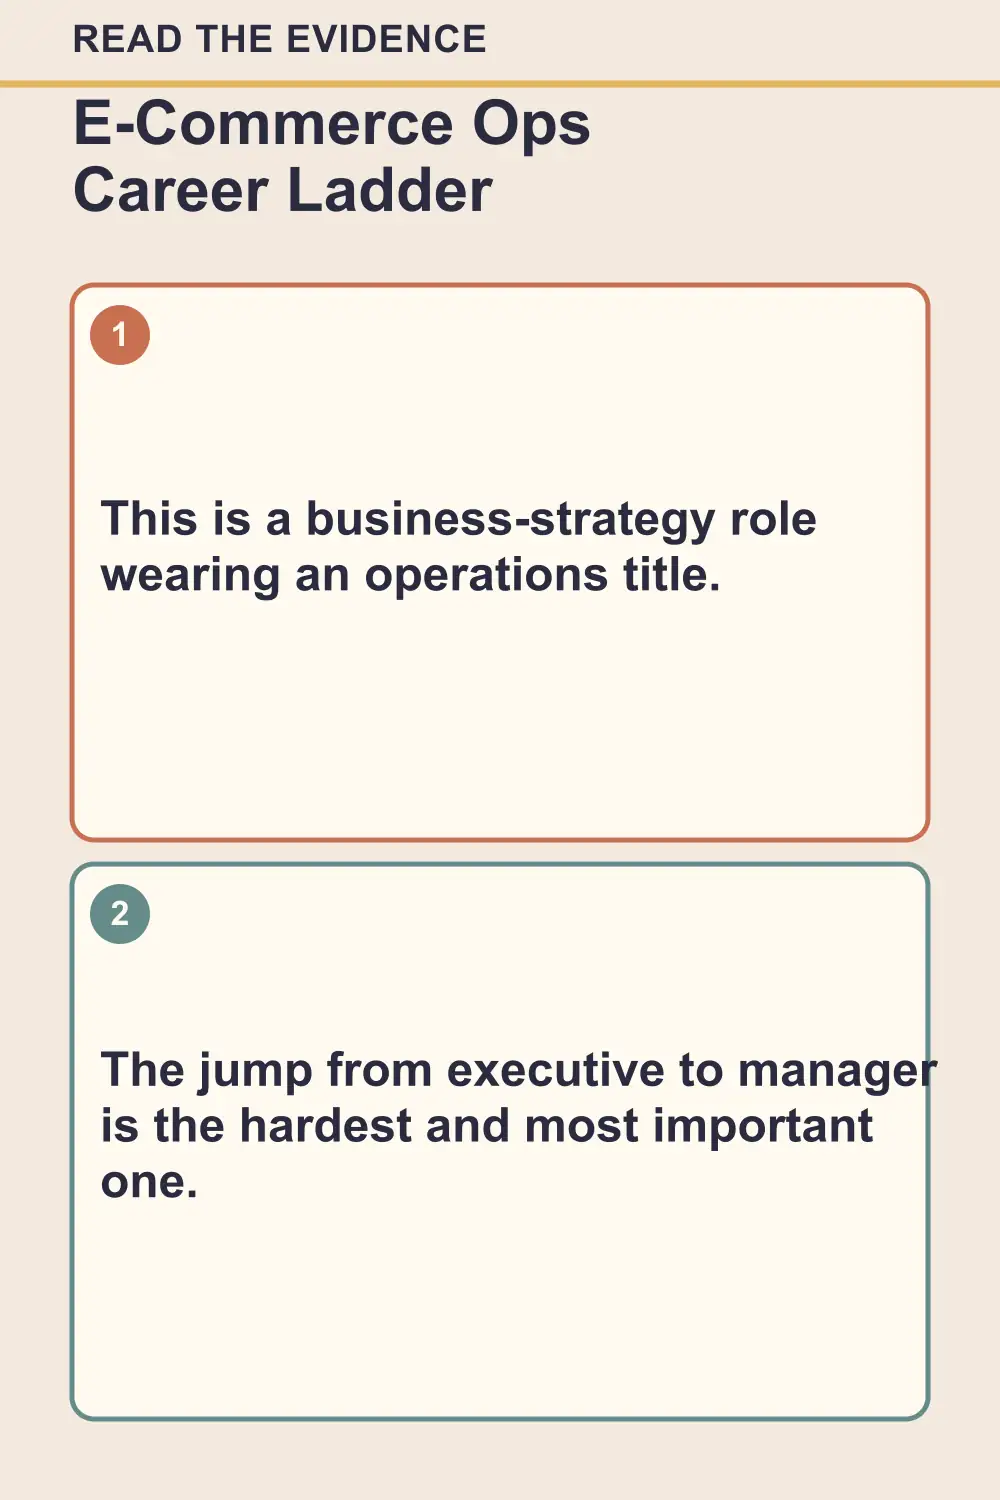 READ THE EVIDENCE
E-Commerce Ops
Career Ladder
1
This is a business-strategy role
wearing an operations title.
2
The jump from executive to manager
is the hardest and most important
one.